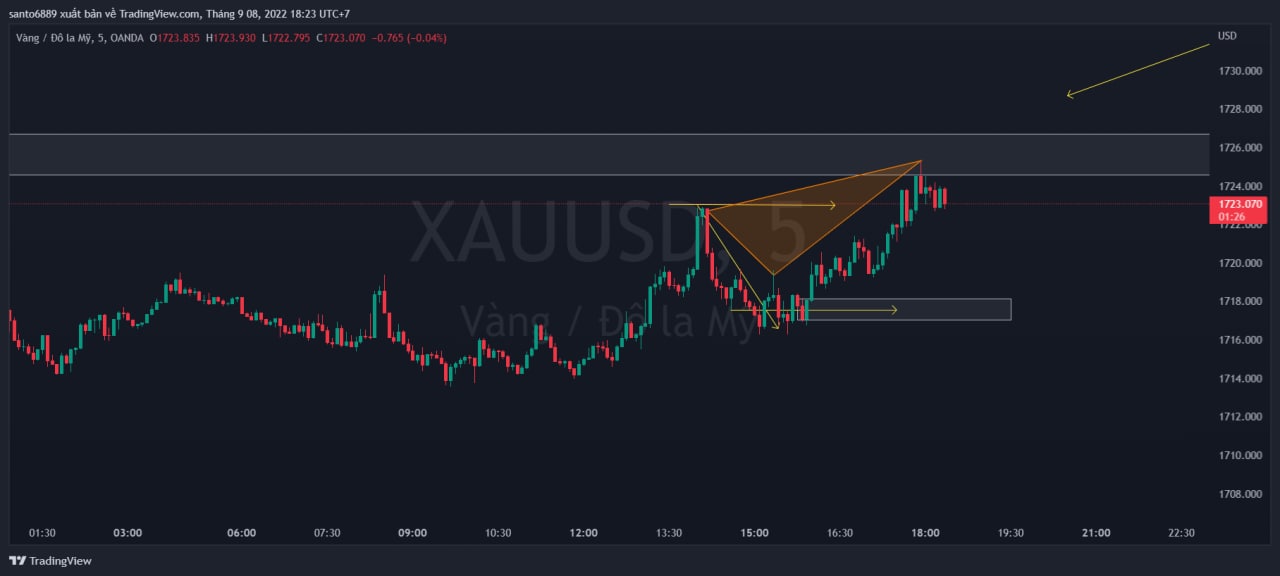 santo6889 xuất bản về TradingView.com, Tháng 9 08, 2022 18:23 UTC+7
Vàng / Đô la Mỹ, 5, OANDA O1723.835 H1723.930 L1722.795 C1723.070 −0.765 (−0.04%)
USD
1730.000
1728.000
1726.000
1724.000
1723.070
01:26
1722.000
1720.000
1718.000
1716.000
1714.000
1712.000
1710.000
1708.000
XAUUSD, 5
Vàng / Đô la Mỹ
01:30 03:00 06:00 07:30 09:00 10:30 12:00 13:30 15:00 16:30 18:00 19:30 21:00 22:30
TradingView